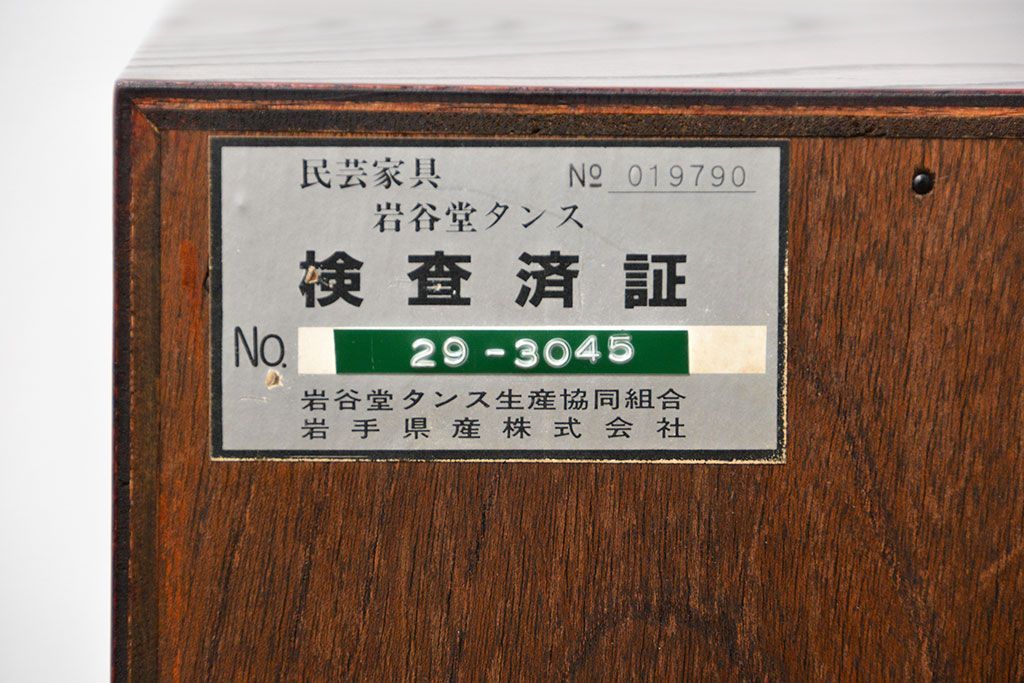 民芸家具 № 019790
岩谷堂タンス
検査済証
No. 29-3045
岩谷堂タンス生産協同組合
岩手県産株式会社